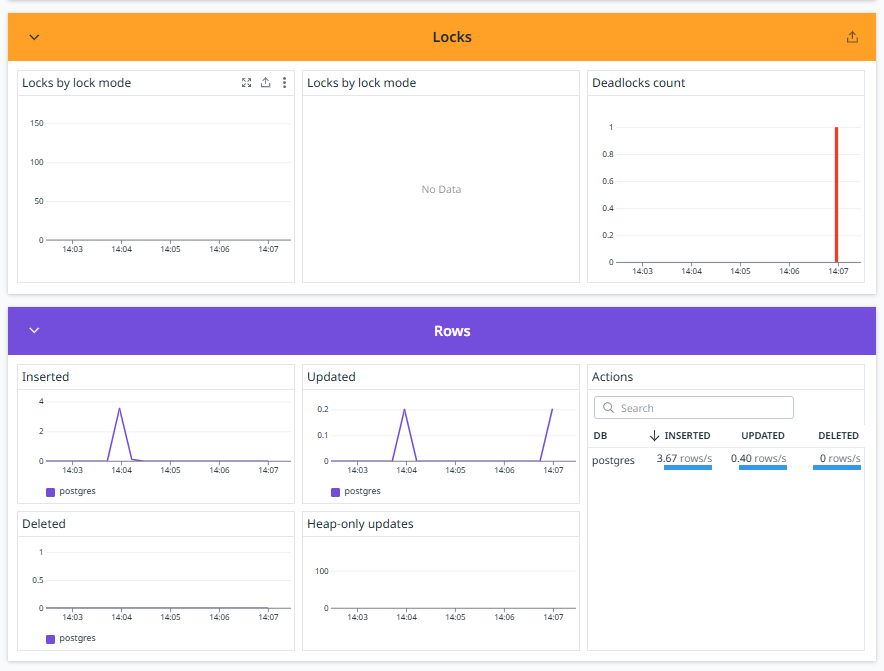 Locks
Locks by lock mode
150
100
50
0
14:03 14:04 14:05 14:06 14:07
Locks by lock mode
No Data
Deadlocks count
1
0.8
0.6
0.4
0.2
0
14:03 14:04 14:05 14:06 14:07
Rows
Inserted
4
2
0
14:03 14:04 14:05 14:06 14:07
postgres
Updated
0.2
0.1
0
14:03 14:04 14:05 14:06 14:07
postgres
Actions
Search
DB INSERTED UPDATED DELETED
postgres 3.67 rows/s 0.40 rows/s 0 rows/s
Deleted
1
0.5
0
14:03 14:04 14:05 14:06 14:07
postgres
Heap-only updates
100
0
14:03 14:04 14:05 14:06 14:07